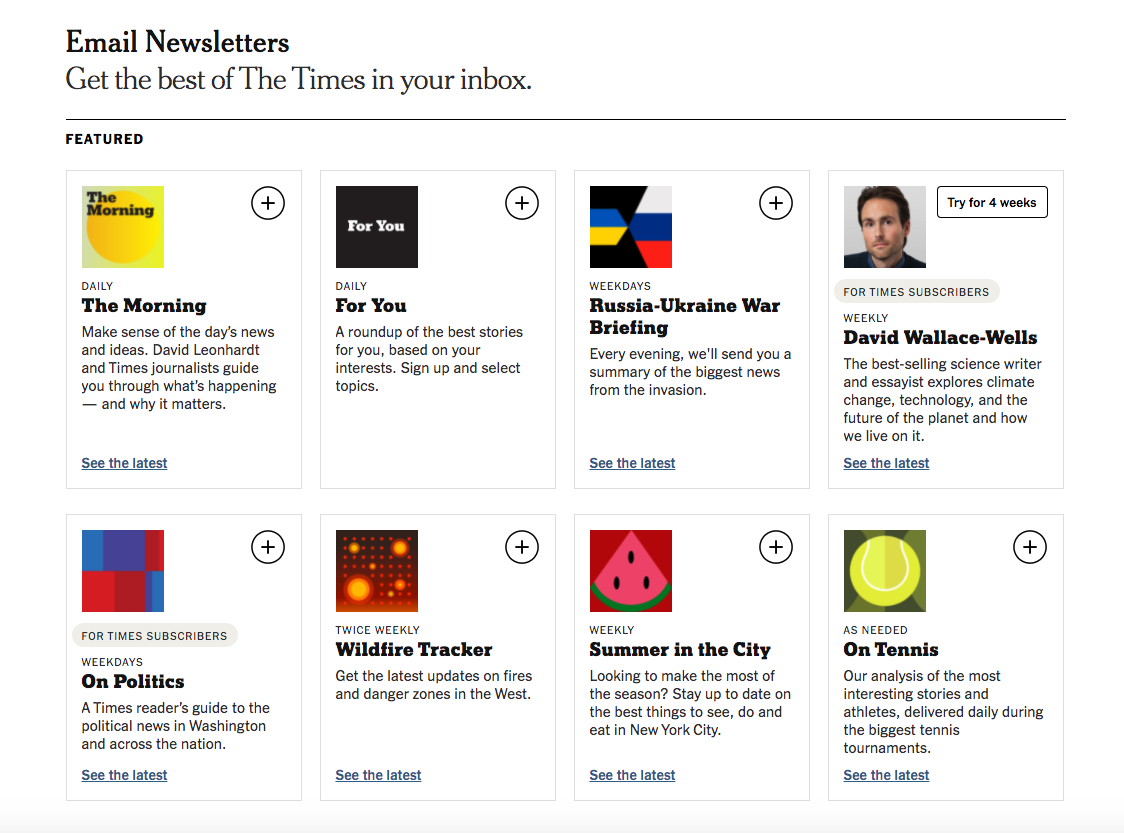 Email Newsletters
Get the best of The Times in your inbox.
FEATURED
The
Morning
DAILY
The Morning
Make sense of the day's news
and ideas. David Leonhardt
and Times journalists guide
you through what's happening
— and why it matters.
See the latest
For You
DAILY
For You
A roundup of the best stories
for you, based on your
interests. Sign up and select
topics.
WEEKDAYS
Russia-Ukraine War
Briefing
Every evening, we'll send you a
summary of the biggest news
from the invasion.
See the latest
Try for 4 weeks
FOR TIMES SUBSCRIBERS
WEEKLY
David Wallace-Wells
The best-selling science writer
and essayist explores climate
change, technology, and the
future of the planet and how
we live on it.
See the latest
FOR TIMES SUBSCRIBERS
WEEKDAYS
On Politics
A Times reader's guide to the
political news in Washington
and across the nation.
See the latest
TWICE WEEKLY
Wildfire Tracker
Get the latest updates on fires
and danger zones in the West.
See the latest
WEEKLY
Summer in the City
Looking to make the most of
the season? Stay up to date on
the best things to see, do and
eat in New York City.
See the latest
AS NEEDED
On Tennis
Our analysis of the most
interesting stories and
athletes, delivered daily during
the biggest tennis
tournaments.
See the latest